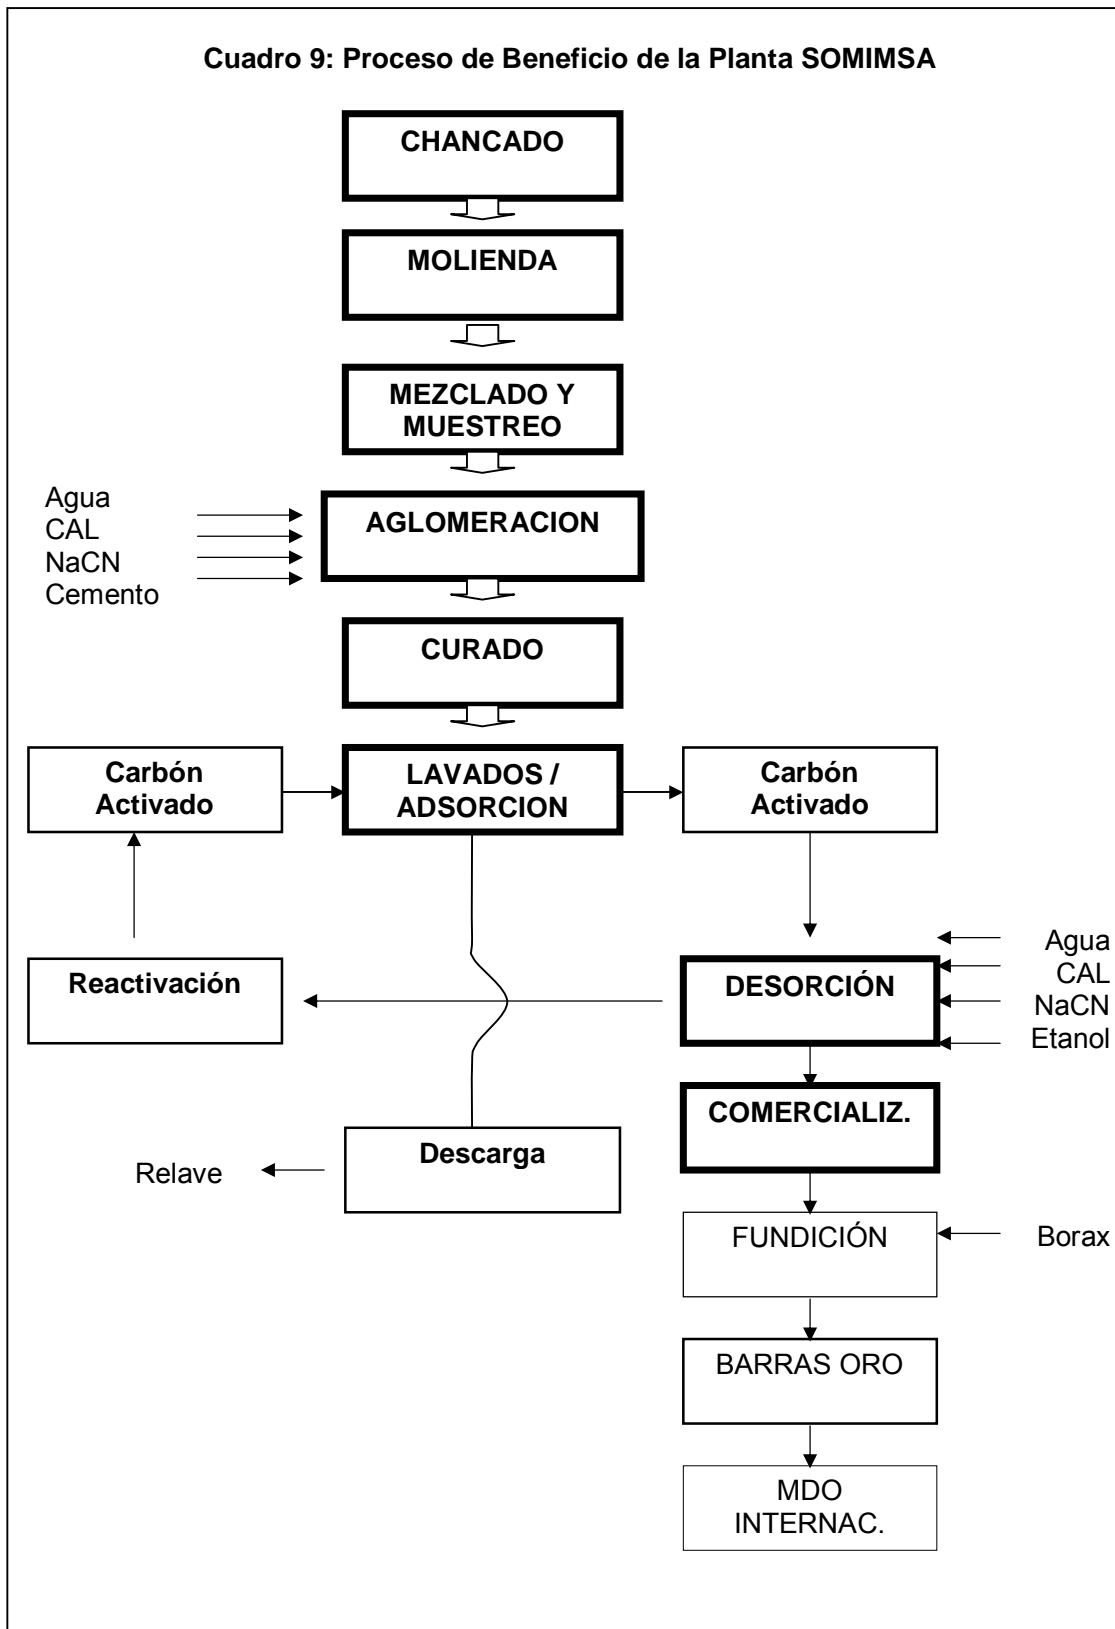 Cuadro 9: Proceso de Beneficio de la Planta SOMIMSA
CHANCADO
MOLIENDA
MEZCLADO Y
MUESTREO
Agua
CAL
NaCN
Cemento
AGLOMERACION
CURADO
Carbón
Activado
LAVADOS /
ADSORCION
Carbón
Activado
Reactivación
DESORCIÓN
Agua
CAL
NaCN
Etanol
COMERCIALIZ.
Relave
Descarga
FUNDICIÓN
Borax
BARRAS ORO
MDO
INTERNAC.